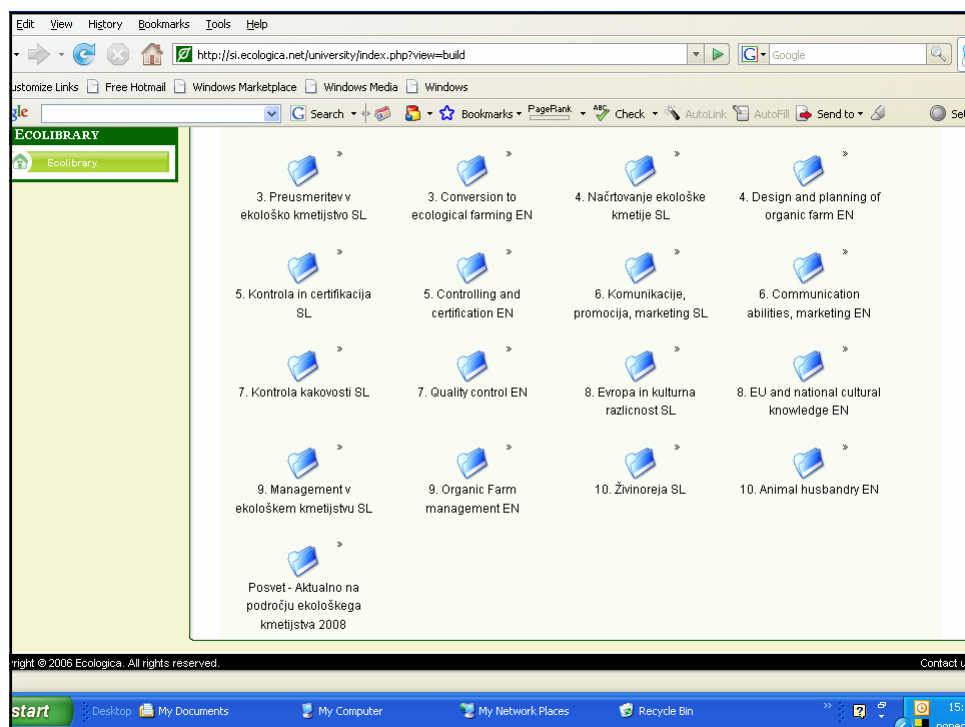 Edit View History Bookmarks Tools Help
http://si.ecologica.net/university/index.php?view=build G Google
ustomize Links Free Hotmail Windows Marketplace Windows Media Windows
gle G Search Bookmarks PageRank ABC Check AutoLink AutoFill Send to Set
ECOLIBRARY
Ecolibrary
» » » »
3. Preusmeritev v
ekološko kmetijstvo SL
3. Conversion to
ecological farming EN
4. Načrtovanje ekološke
kmetije SL
4. Design and planning of
organic farm EN
» » » »
5. Kontrola in certifikacija
SL
5. Controlling and
certification EN
6. Komunikacije,
promocija, marketing SL
6. Communication
abilities, marketing EN
» » » »
7. Kontrola kakovosti SL
7. Quality control EN
8. Evropa in kulturna
razlicnost SL
8. EU and national cultural
knowledge EN
» » » »
9. Management v
ekološkem kmetijstvu SL
9. Organic Farm
management EN
10. Živinoreja SL
10. Animal husbandry EN
»
Posvet - Aktualno na
področju ekološkega
kmetijstva 2008
right © 2006 Ecologica. All rights reserved. Contact u
start Desktop My Documents My Computer My Network Places Recycle Bin » 15:
poned